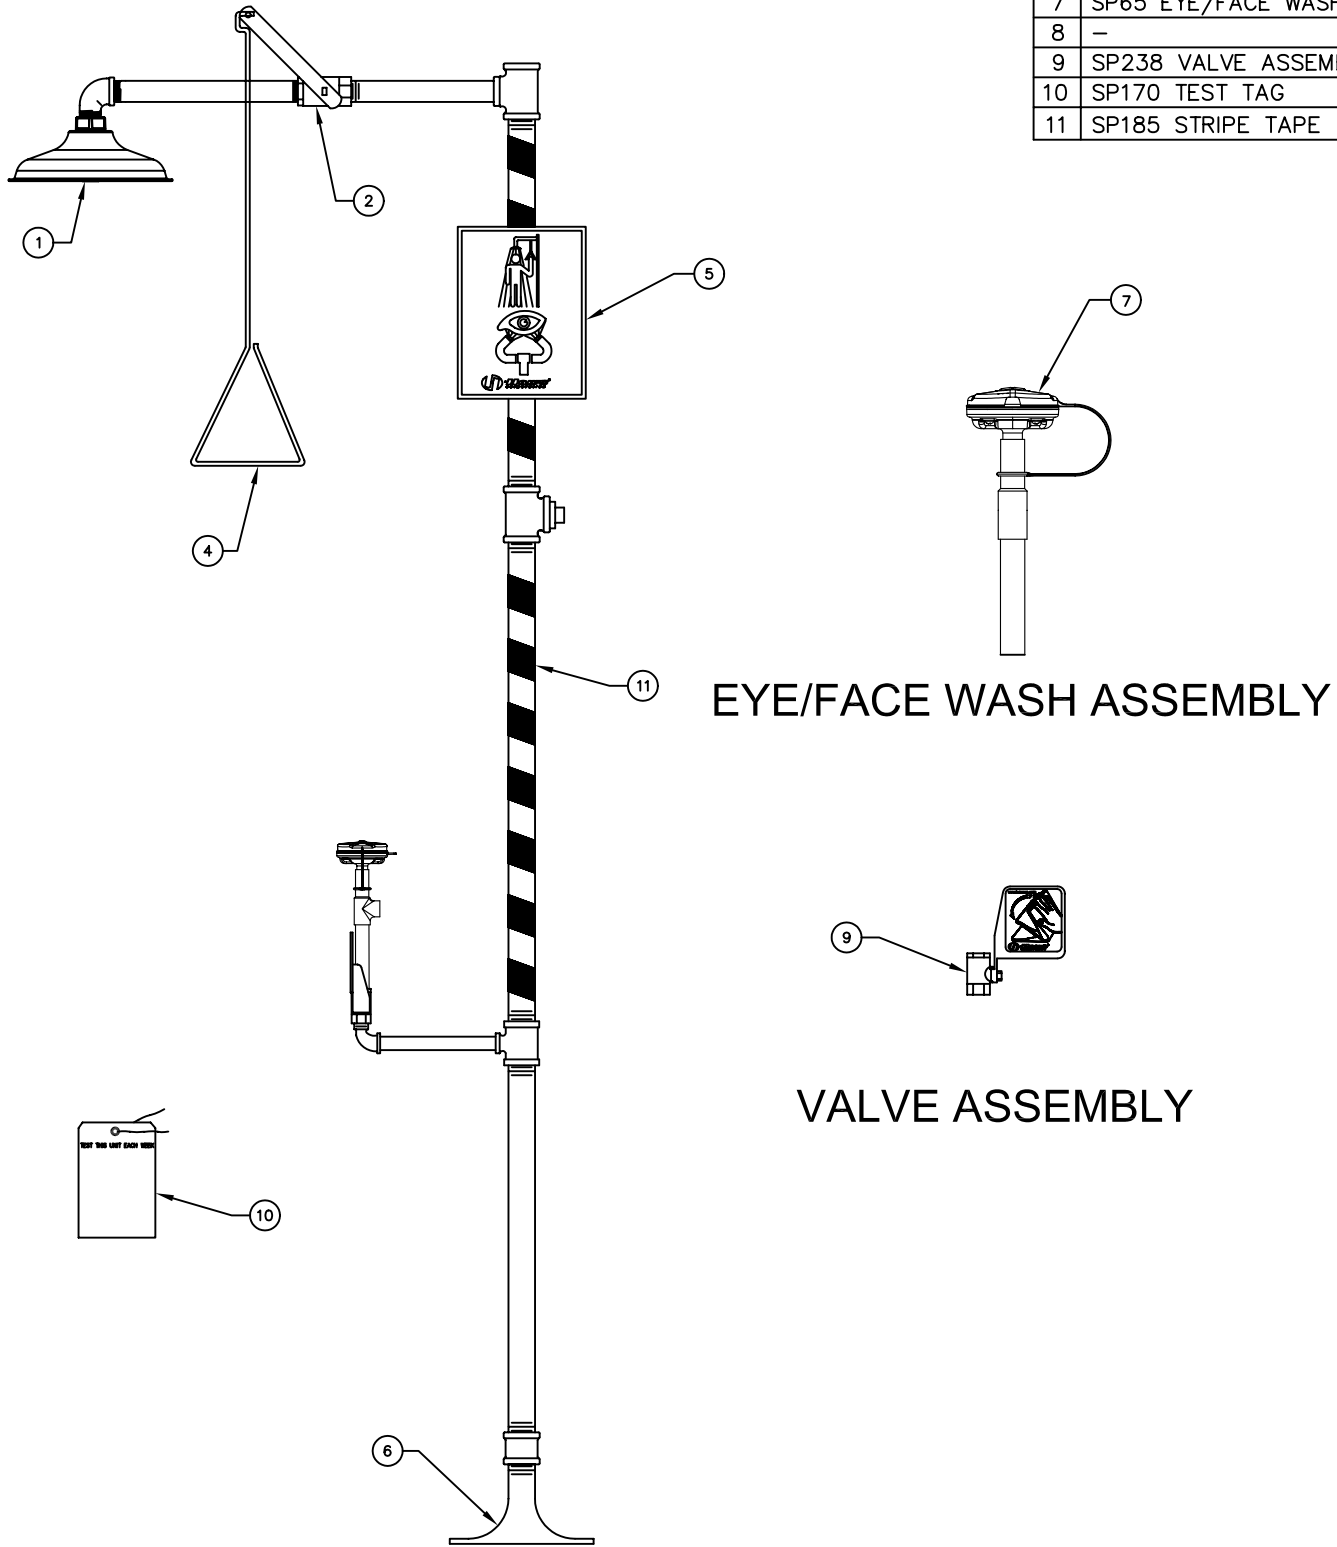 7 SP65 EYE/FACE WASH
8 –
9 SP238 VALVE ASSEM
10 SP170 TEST TAG
11 SP185 STRIPE TAPE
1
2
5
7
4
11
EYE/FACE WASH ASSEMBLY
9
VALVE ASSEMBLY
TEST THIS UNIT EACH WEEK
10
6